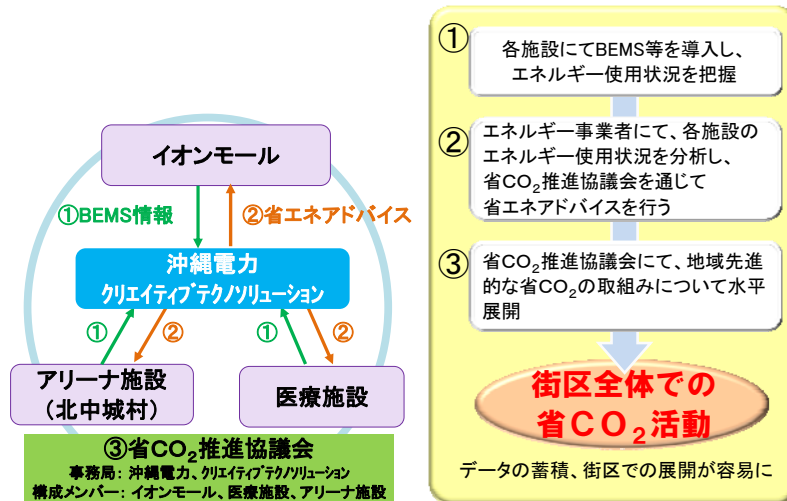 イオンモール
①BEMS情報
②省エネアドバイス
沖縄電力
クリエイティブテクノソリューション
①
②
①
②
アリーナ施設
（北中城村）
医療施設
③省CO₂推進協議会
事務局：沖縄電力、クリエイティブテクノソリューション
構成メンバー：イオンモール、医療施設、アリーナ施設
①
各施設にてBEMS等を導入し、
エネルギー使用状況を把握
②
エネルギー事業者にて、各施設の
エネルギー使用状況を分析し、
省CO₂推進協議会を通じて
省エネアドバイスを行う
③
省CO₂推進協議会にて、地域先進
的な省CO₂の取組みについて水平
展開
街区全体での
省CO₂活動
データの蓄積、街区での展開が容易に